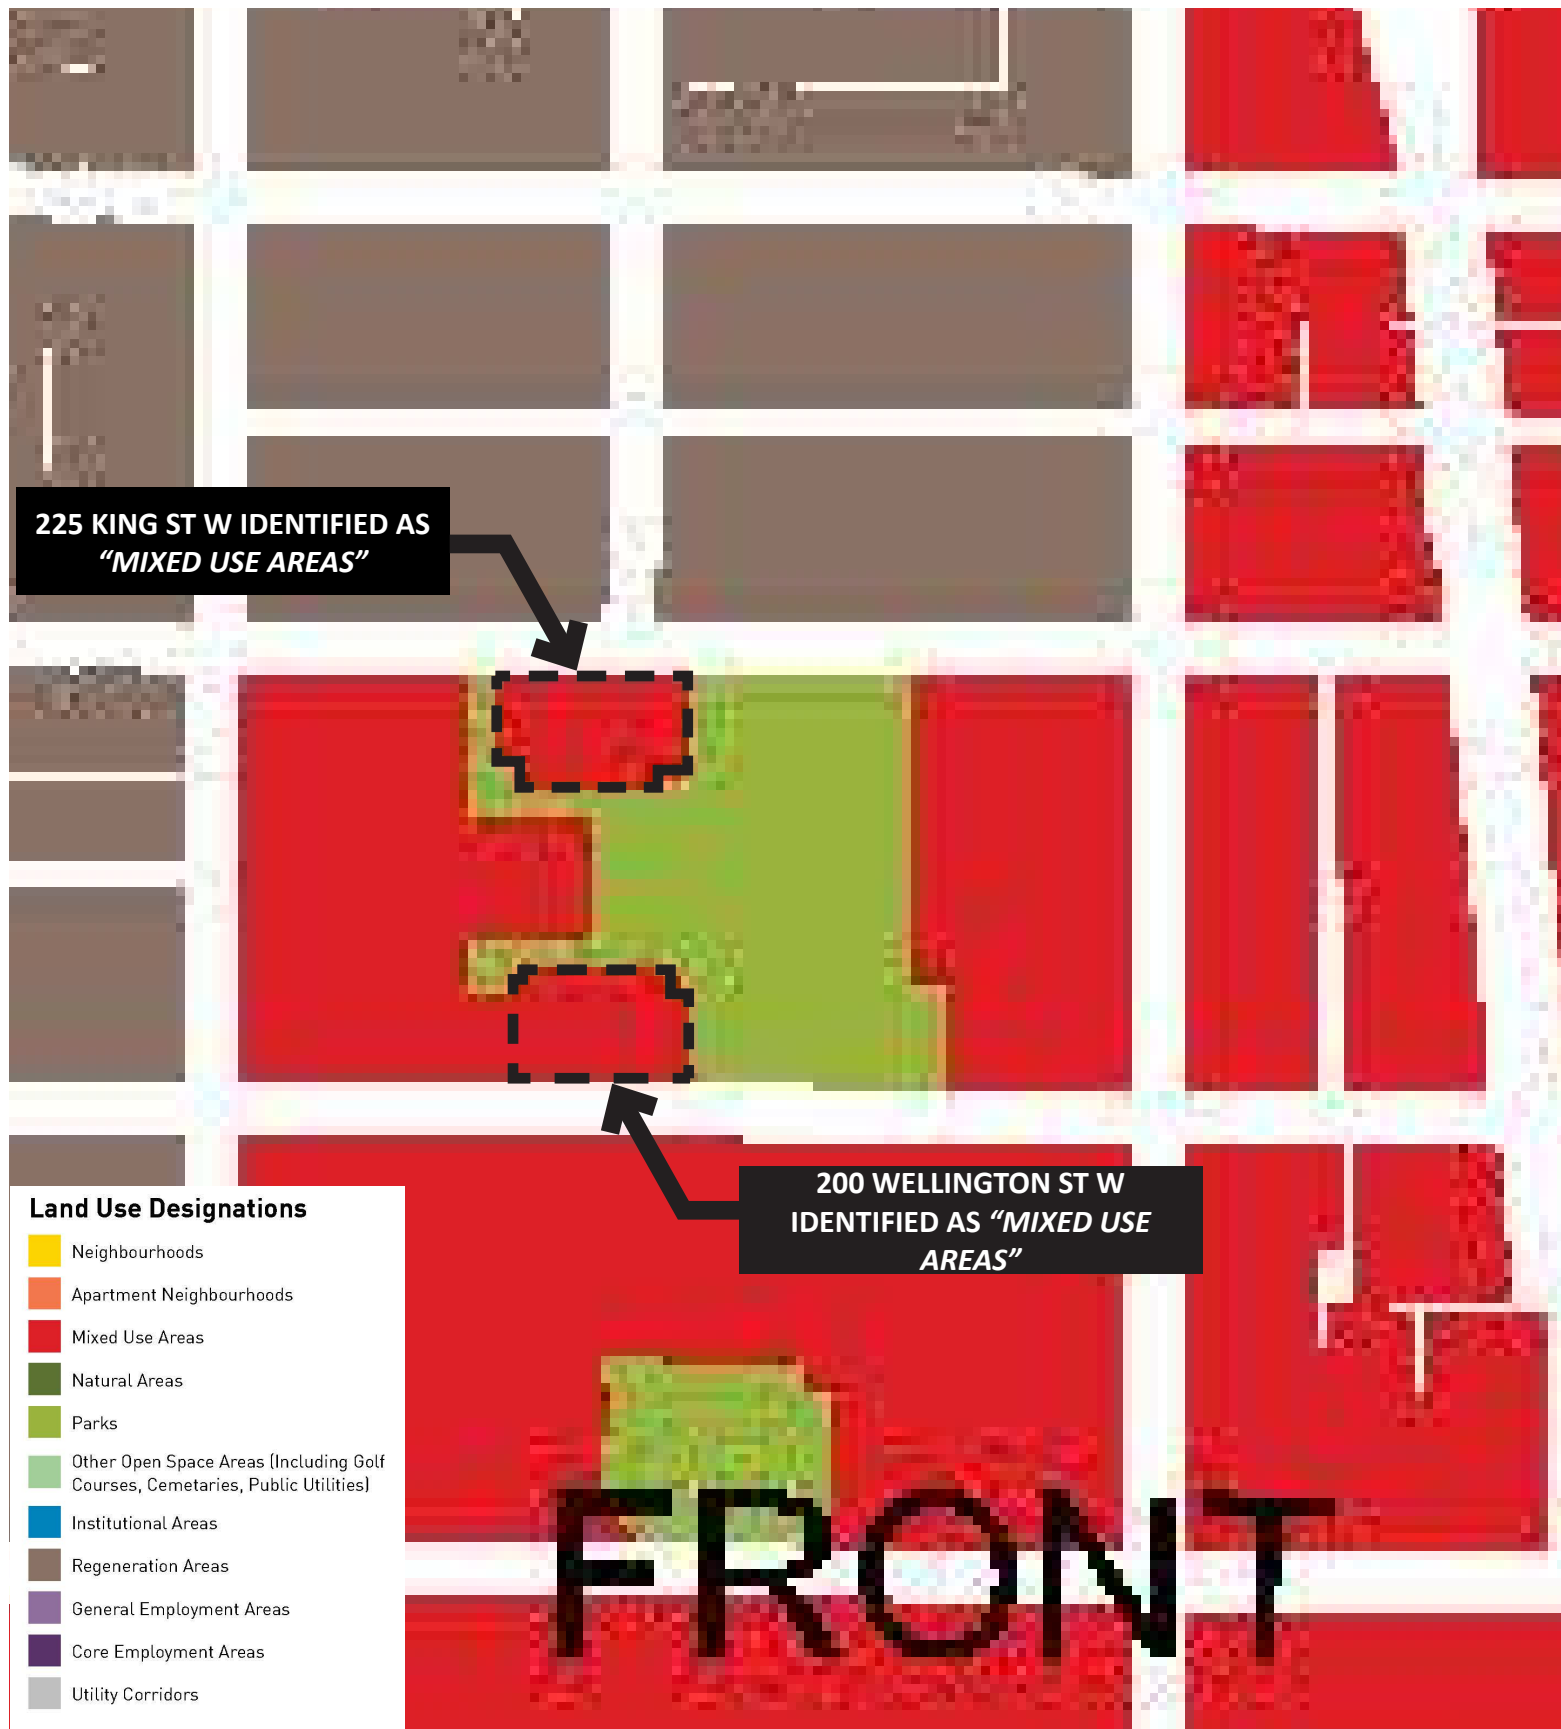 225 KING ST W IDENTIFIED AS
“MIXED USE AREAS”
200 WELLINGTON ST W
IDENTIFIED AS “MIXED USE
AREAS”
Land Use Designations
Neighbourhoods
Apartment Neighbourhoods
Mixed Use Areas
Natural Areas
Parks
Other Open Space Areas (Including Golf
Courses, Cemetaries, Public Utilities)
Institutional Areas
Regeneration Areas
General Employment Areas
Core Employment Areas
Utility Corridors
FRONT